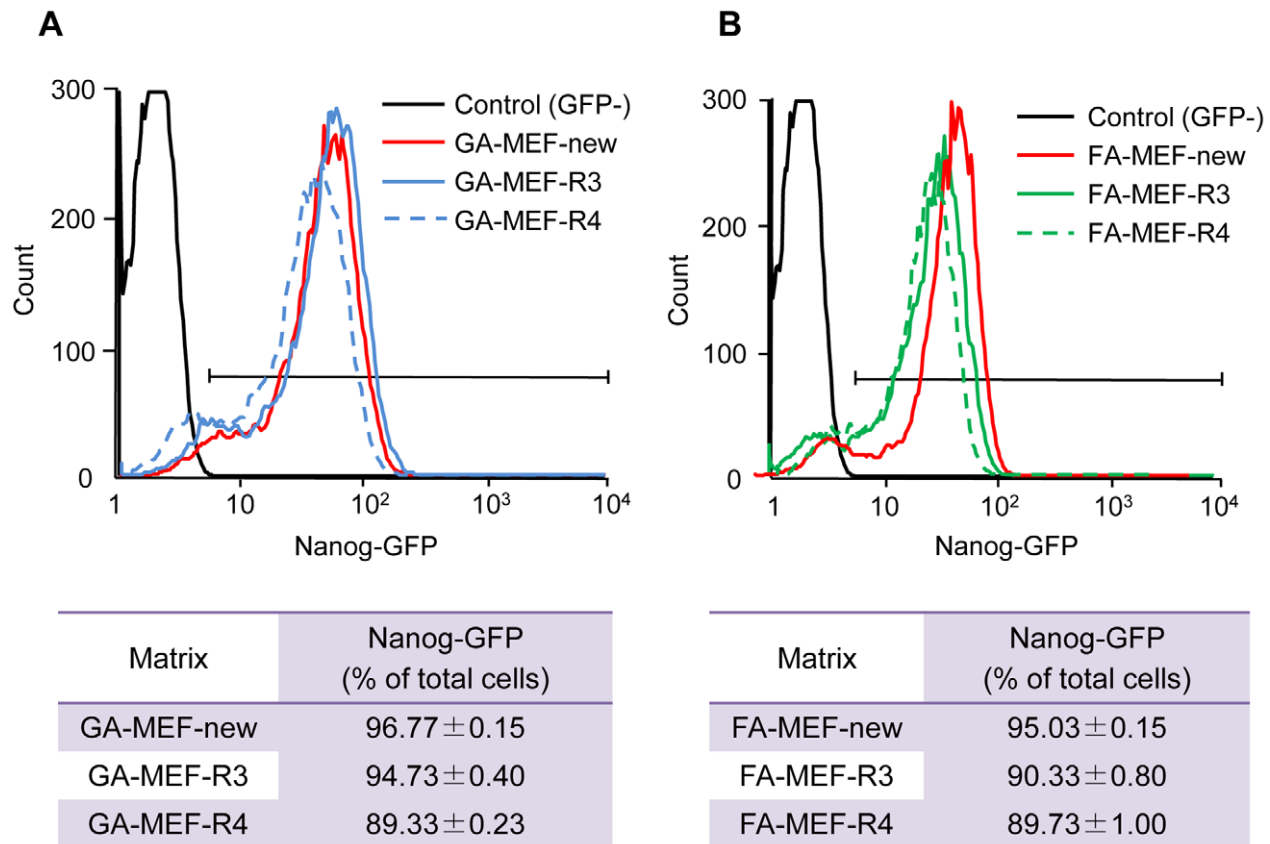 A
300
200
100
0
Count
1
10
10²
10³
10⁴
Nanog-GFP
Control (GFP-)
GA-MEF-new
GA-MEF-R3
GA-MEF-R4
B
300
200
100
0
Count
1
10
10²
10³
10⁴
Nanog-GFP
Control (GFP-)
FA-MEF-new
FA-MEF-R3
FA-MEF-R4
Matrix
Nanog-GFP
(% of total cells)
GA-MEF-new 96.77±0.15
GA-MEF-R3 94.73±0.40
GA-MEF-R4 89.33±0.23
Matrix
Nanog-GFP
(% of total cells)
FA-MEF-new 95.03±0.15
FA-MEF-R3 90.33±0.80
FA-MEF-R4 89.73±1.00